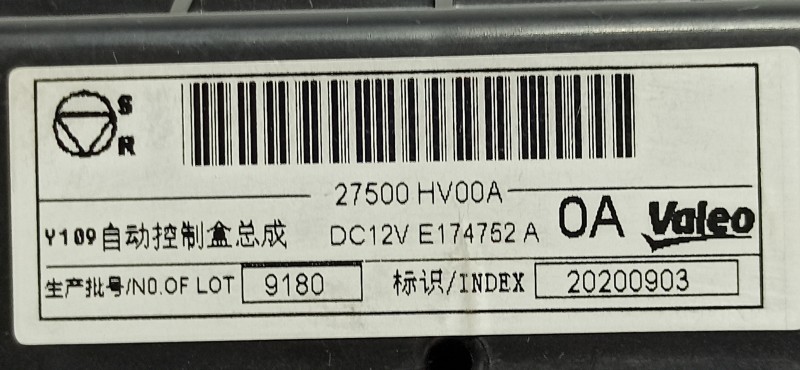 S
R
27500 HV00A
Y109自动控制盒总成 DC12V E174752 A 0A Valeo
生产批号/NO.OF LOT 9180 标识/INDEX 20200903